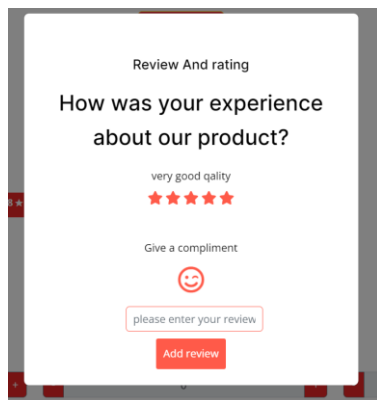 Review And rating
How was your experience
about our product?
very good qality
Give a compliment
please enter your review
Add review
8
+